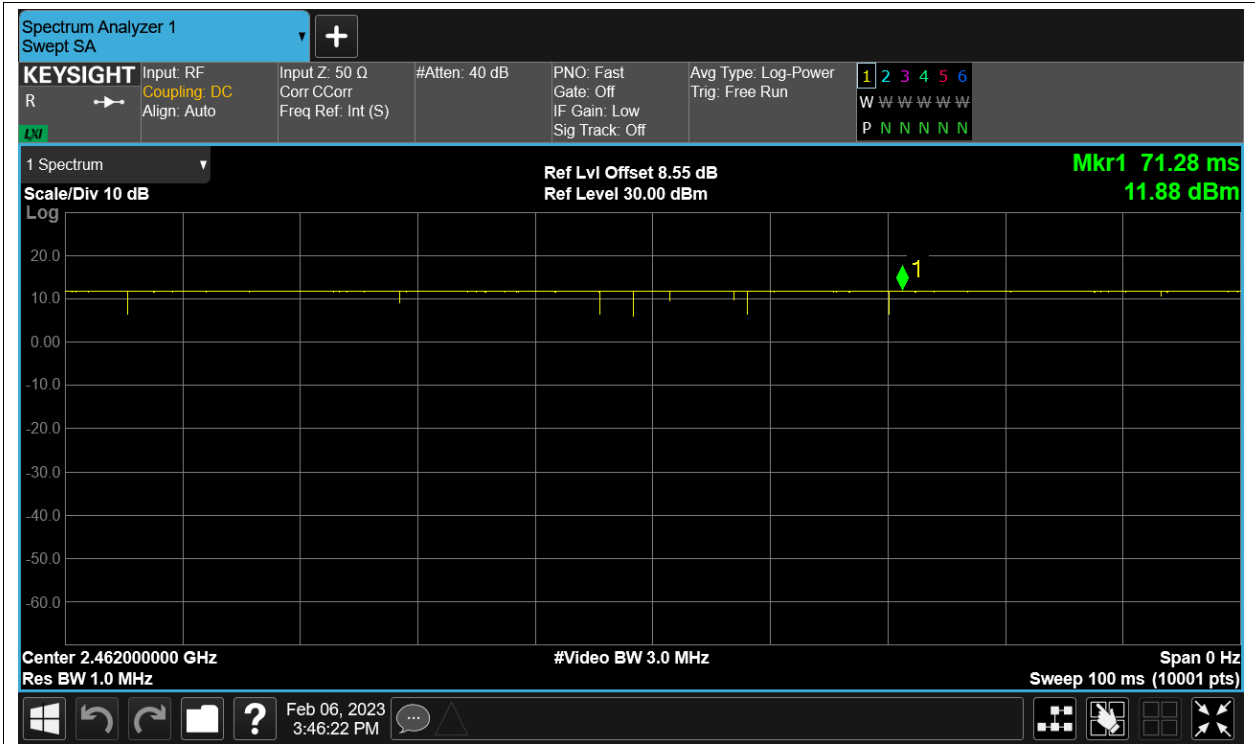 Spectrum Analyzer 1
Swept SA
KEYSIGHT
R
LXI
Input: RF
Coupling: DC
Align: Auto
Input Z: 50 Ω
Corr CCorr
Freq Ref: Int (S)
#Atten: 40 dB
PNO: Fast
Gate: Off
IF Gain: Low
Sig Track: Off
Avg Type: Log-Power
Trig: Free Run
1 2 3 4 5 6
W W W W W W
P N N N N N
1 Spectrum
Scale/Div 10 dB
Ref Lvl Offset 8.55 dB
Ref Level 30.00 dBm
Mkr1 71.28 ms
11.88 dBm
Log
20.0
10.0
0.00
-10.0
-20.0
-30.0
-40.0
-50.0
-60.0
1
Center 2.462000000 GHz
Res BW 1.0 MHz
#Video BW 3.0 MHz
Span 0 Hz
Sweep 100 ms (10001 pts)
?
Feb 06, 2023
3:46:22 PM